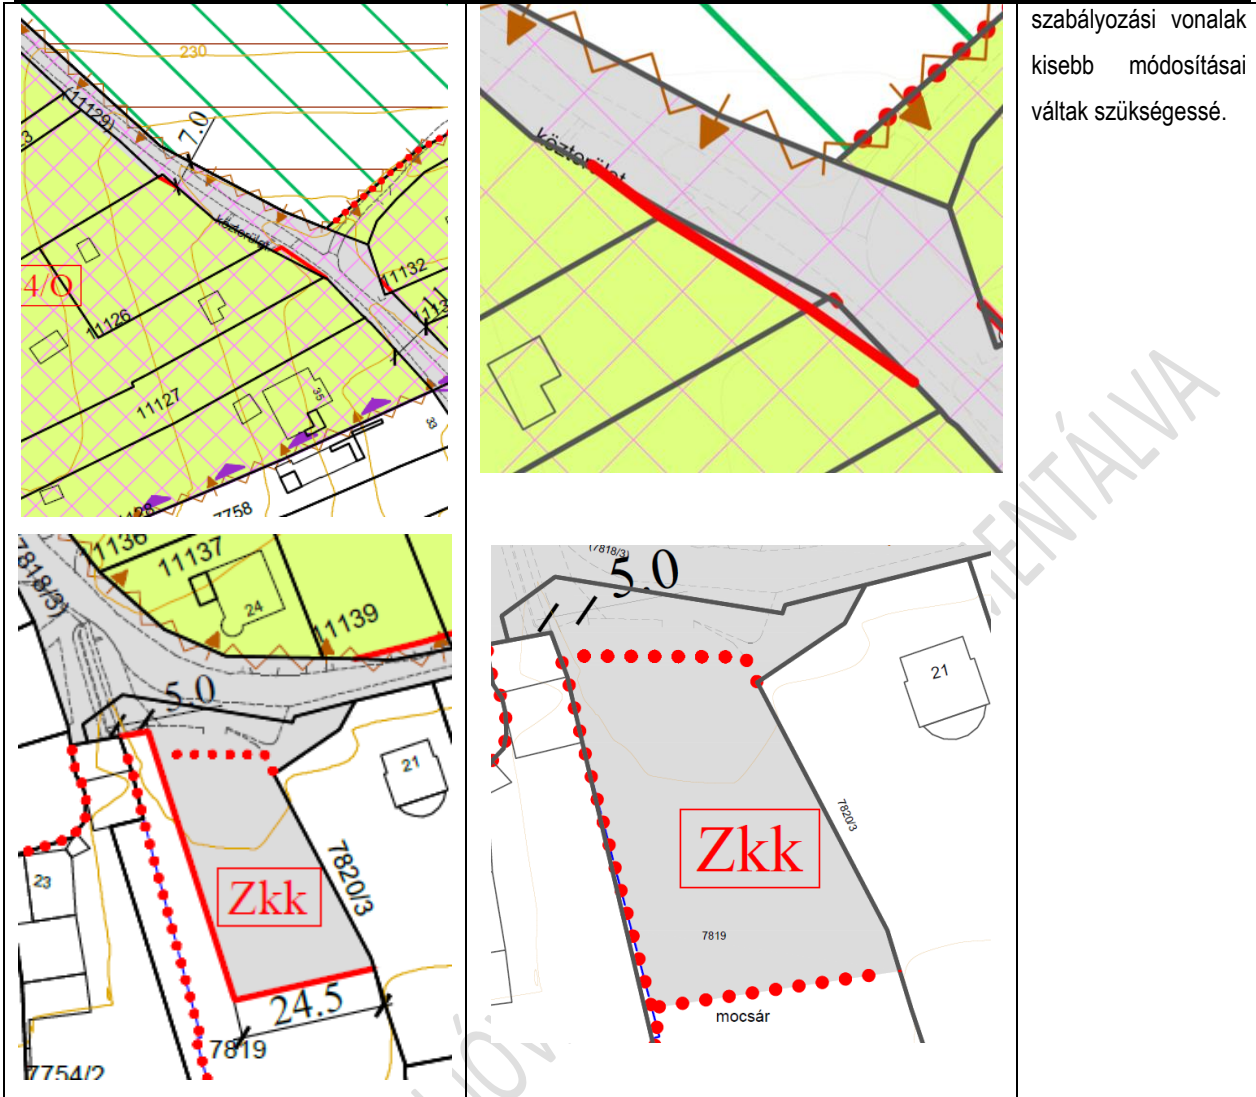 230
(11129)
7.0
közterület
4/O
11126
11132
11127
35
33
7758
közterület
szabályozási vonalak
kisebb módosításai
váltak szükségessé.
1136
11137
7818/3)
24
11139
5.0
21
23
Zkk
7820/3
24.5
7819
7754/2
(7818/3)
5.0
21
Zkk
7820/3
7819
mocsár
MENTÁLVA